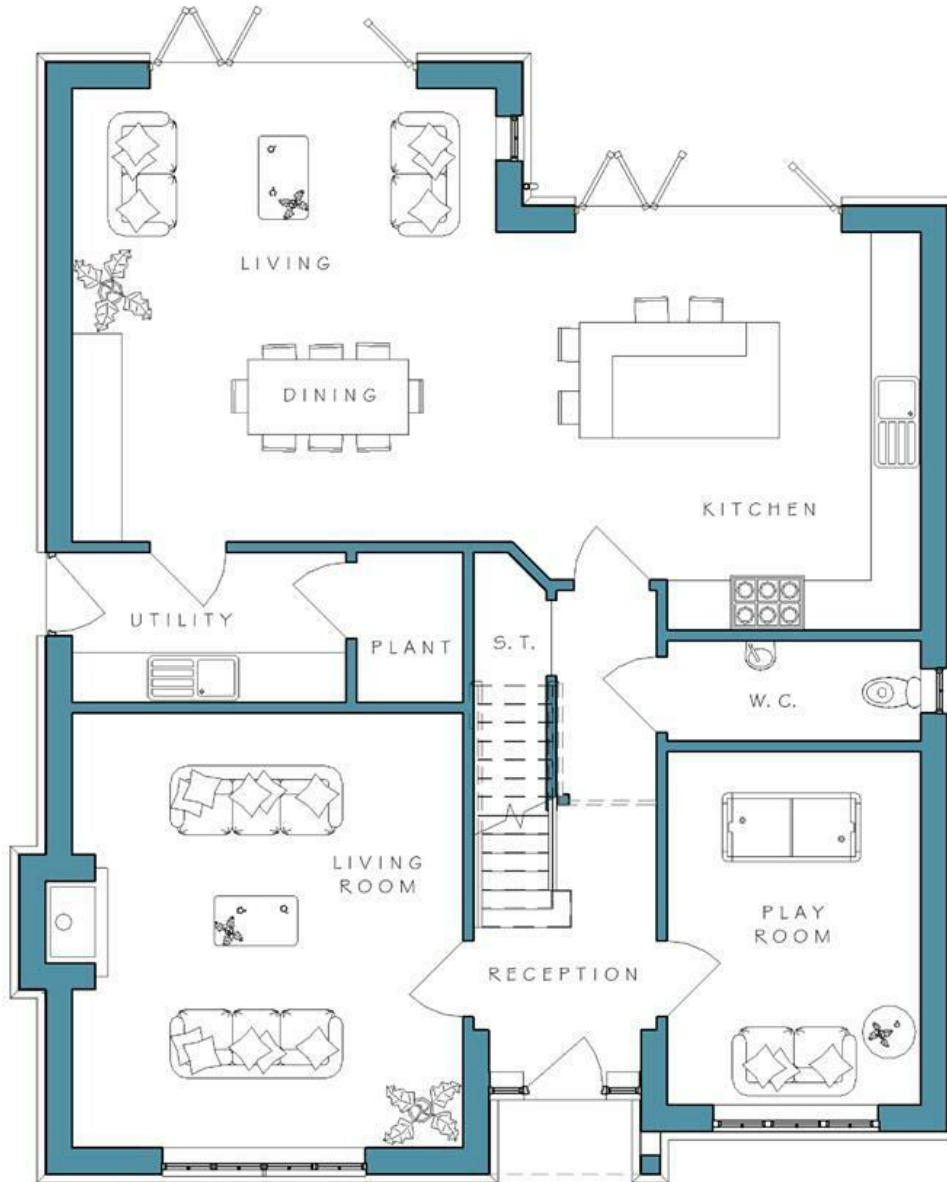 LIVING
DINING
KITCHEN
UTILITY
PLANT
S.T.
W.C.
LIVING
ROOM
PLAY
ROOM
RECEPTION